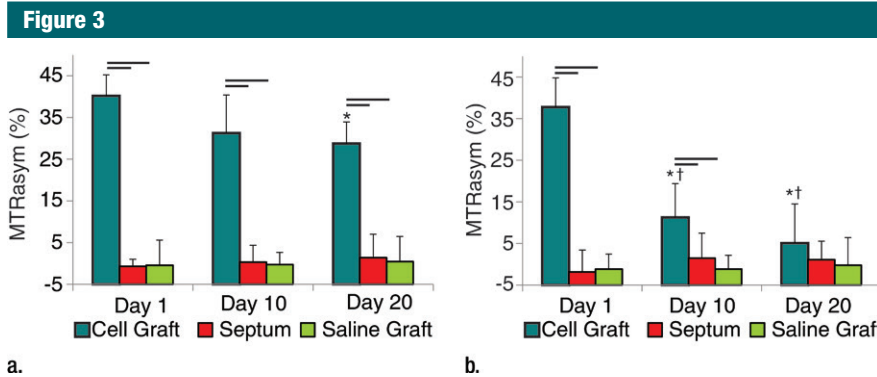 Figure 3
MTRasym (%)
45
35
25
15
5
-5
*
Day 1 Day 10 Day 20
Cell Graft Septum Saline Graft
a.
MTRasym (%)
45
35
25
15
5
-5
*†
*†
Day 1 Day 10 Day 20
Cell Graft Septum Saline Graf
b.